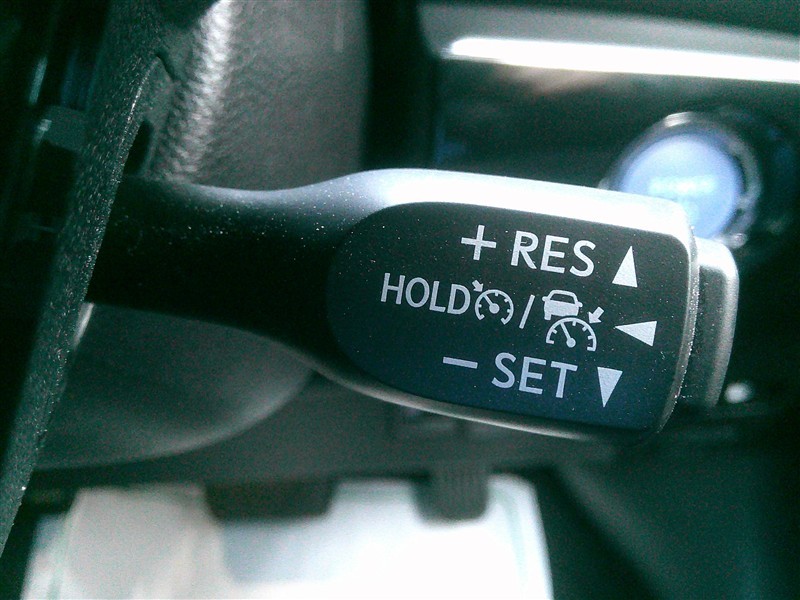 + RES
HOLD /
− SET